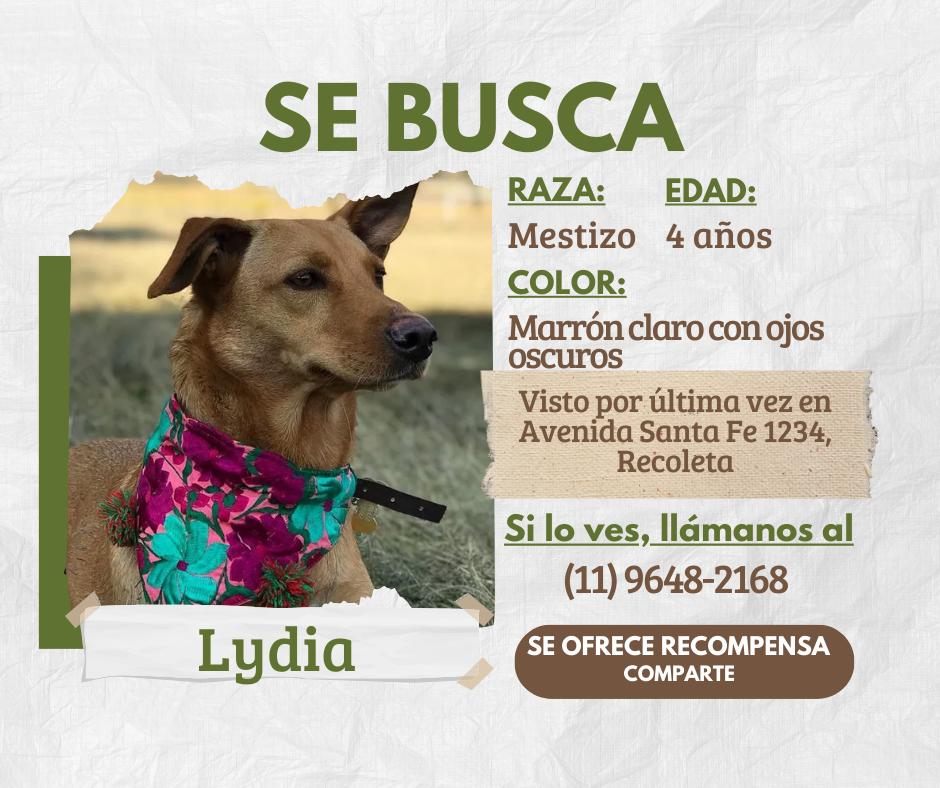 SE BUSCA
RAZA: EDAD:
Mestizo 4 años
COLOR:
Marrón claro con ojos
oscuros
Visto por última vez en
Avenida Santa Fe 1234,
Recoleta
Si lo ves, llámanos al
(11) 9648-2168
Lydia
SE OFRECE RECOMPENSA
COMPARTE